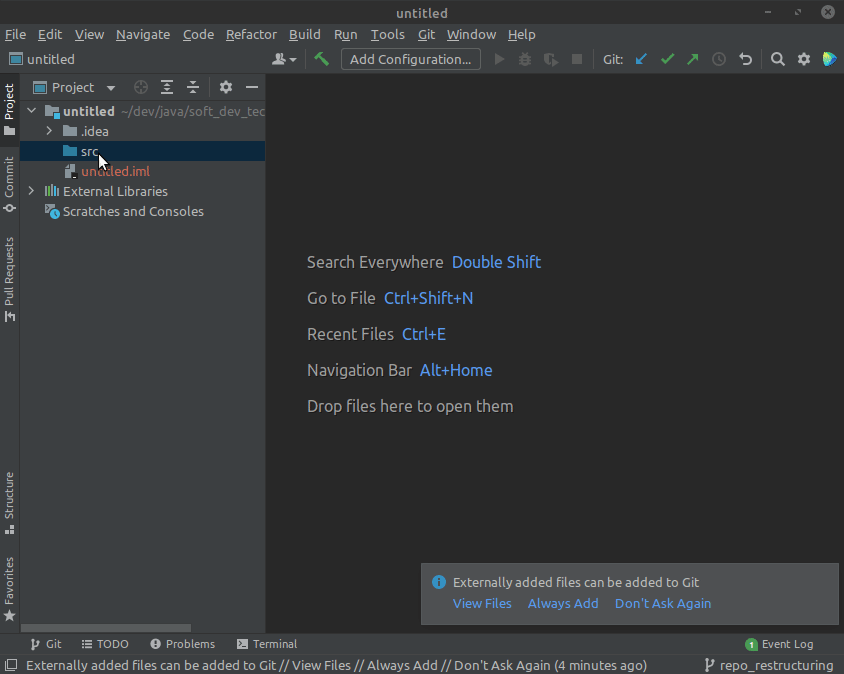 untitled
File Edit View Navigate Code Refactor Build Run Tools Git Window Help
untitled Add Configuration... Git:
Project
Project
untitled ~/dev/java/soft_dev_tec
.idea
src
untitled.iml
External Libraries
Scratches and Consoles
Commit
Pull Requests
Structure
Favorites
Search Everywhere Double Shift
Go to File Ctrl+Shift+N
Recent Files Ctrl+E
Navigation Bar Alt+Home
Drop files here to open them
Externally added files can be added to Git
View Files Always Add Don't Ask Again
Git TODO Problems Terminal 1 Event Log
Externally added files can be added to Git // View Files // Always Add // Don't Ask Again (4 minutes ago) repo_restructuring